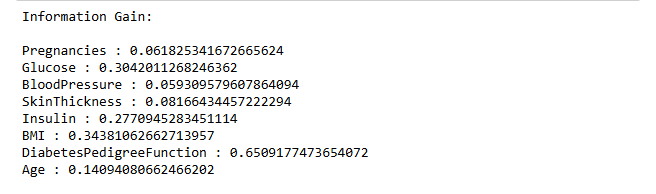 Information Gain:
Pregnancies : 0.061825341672665624
Glucose : 0.3042011268246362
BloodPressure : 0.059309579607864094
SkinThickness : 0.08166434457222294
Insulin : 0.2770945283451114
BMI : 0.34381062662713957
DiabetesPedigreeFunction : 0.6509177473654072
Age : 0.14094080662466202